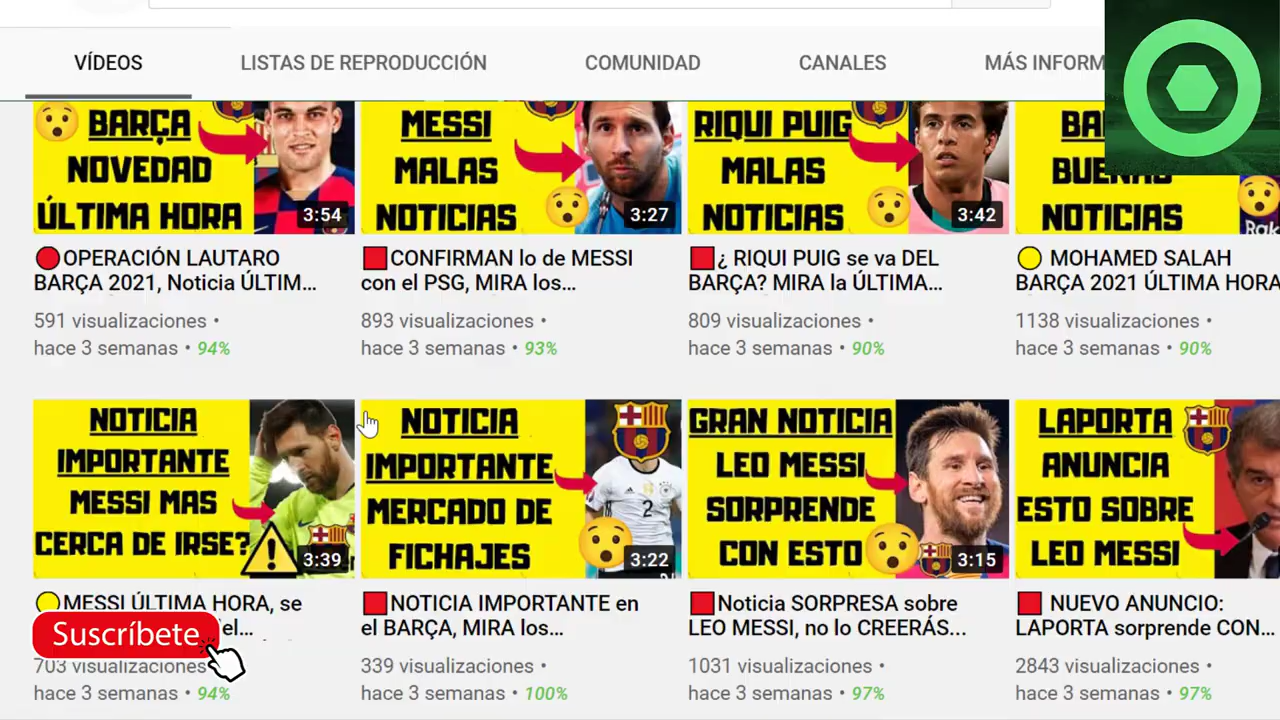 VÍDEOS
LISTAS DE REPRODUCCIÓN
COMUNIDAD
CANALES
MÁS INFORM
BARÇA
NOVEDAD
ÚLTIMA HORA
3:54
MESSI
MALAS
NOTICIAS
3:27
RIQUI PUIG
MALAS
NOTICIAS
3:42
NOTICIAS
Rak
OPERACIÓN LAUTARO
BARÇA 2021, Noticia ÚLTIM...
591 visualizaciones •
hace 3 semanas • 94%
CONFIRMAN lo de MESSI
con el PSG, MIRA los...
893 visualizaciones •
hace 3 semanas • 93%
¿ RIQUI PUIG se va DEL
BARÇA? MIRA la ÚLTIMA...
809 visualizaciones •
hace 3 semanas • 90%
MOHAMED SALAH
BARÇA 2021 ÚLTIMA HORA
1138 visualizaciones •
hace 3 semanas • 90%
NOTICIA
IMPORTANTE
MESSI MAS
CERCA DE IRSE?
3:39
NOTICIA
IMPORTANTE
MERCADO DE
FICHAJES
2
3:22
GRAN NOTICIA
LEO MESSI
SORPRENDE
CON ESTO
3:15
LAPORTA
ANUNCIA
ESTO SOBRE
LEO MESSI
MESSI ÚLTIMA HORA, se
el...
Suscríbete
703 visualizaciones
hace 3 semanas • 94%
NOTICIA IMPORTANTE en
el BARÇA, MIRA los...
339 visualizaciones •
hace 3 semanas • 100%
Noticia SORPRESA sobre
LEO MESSI, no lo CREERÁS...
1031 visualizaciones •
hace 3 semanas • 97%
NUEVO ANUNCIO:
LAPORTA sorprende CON...
2843 visualizaciones •
hace 3 semanas • 97%